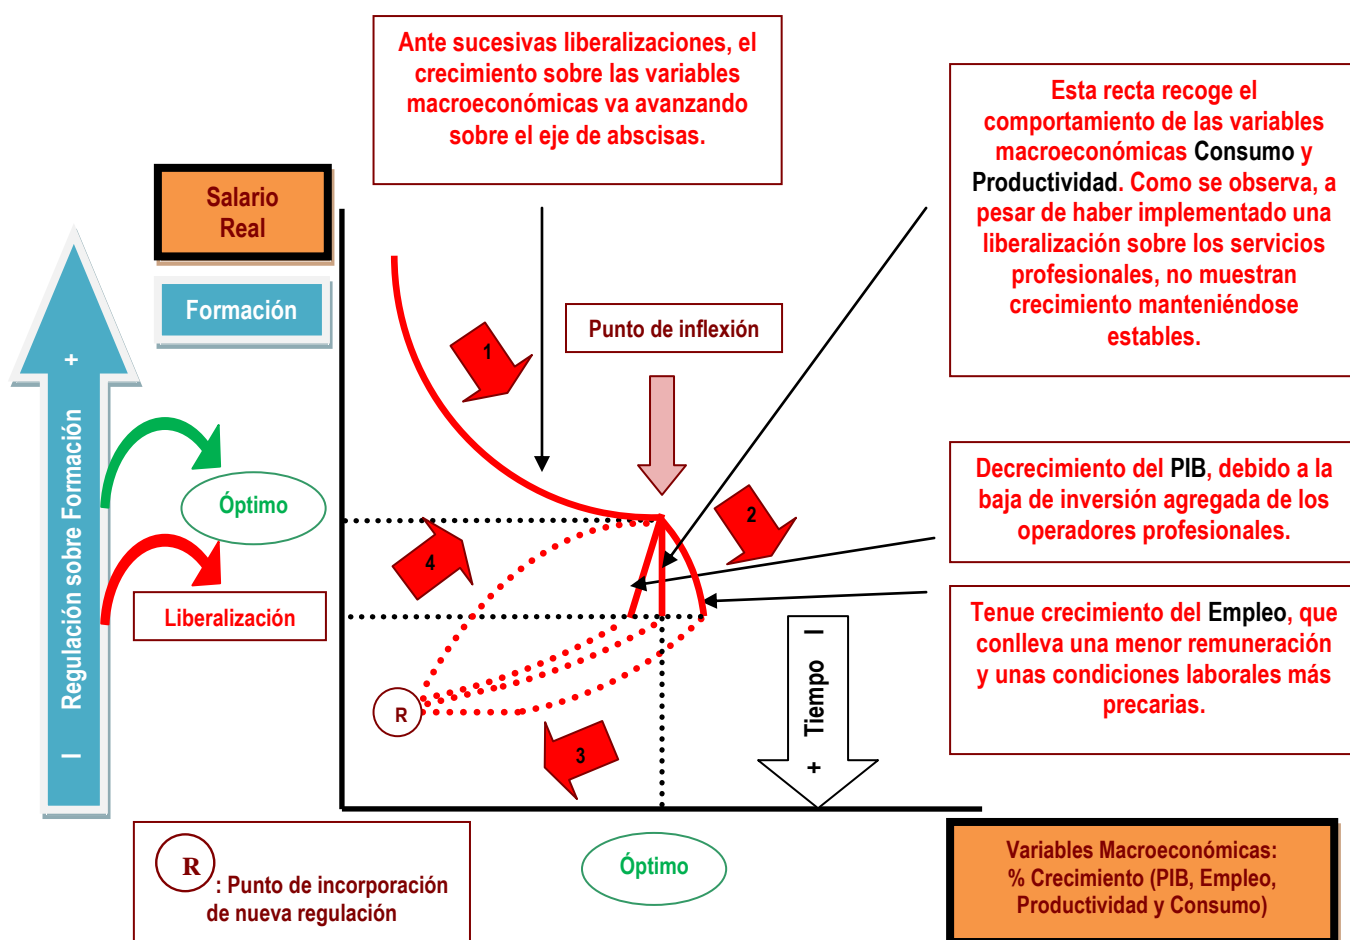 Ante sucesivas liberalizaciones, el
crecimiento sobre las variables
macroeconómicas va avanzando
sobre el eje de abscisas.
Esta recta recoge el
comportamiento de las variables
macroeconómicas Consumo y
Productividad. Como se observa, a
pesar de haber implementado una
liberalización sobre los servicios
profesionales, no muestran
crecimiento manteniéndose
estables.
Salario
Real
Formación
Punto de inflexión
1
I Regulación sobre Formación +
Óptimo
Liberalización
2
4
3
R
Decrecimiento del PIB, debido a la
baja de inversión agregada de los
operadores profesionales.
Tenue crecimiento del Empleo, que
conlleva una menor remuneración
y unas condiciones laborales más
precarias.
+ Tiempo I
R
: Punto de incorporación
de nueva regulación
Óptimo
Variables Macroeconómicas:
% Crecimiento (PIB, Empleo,
Productividad y Consumo)